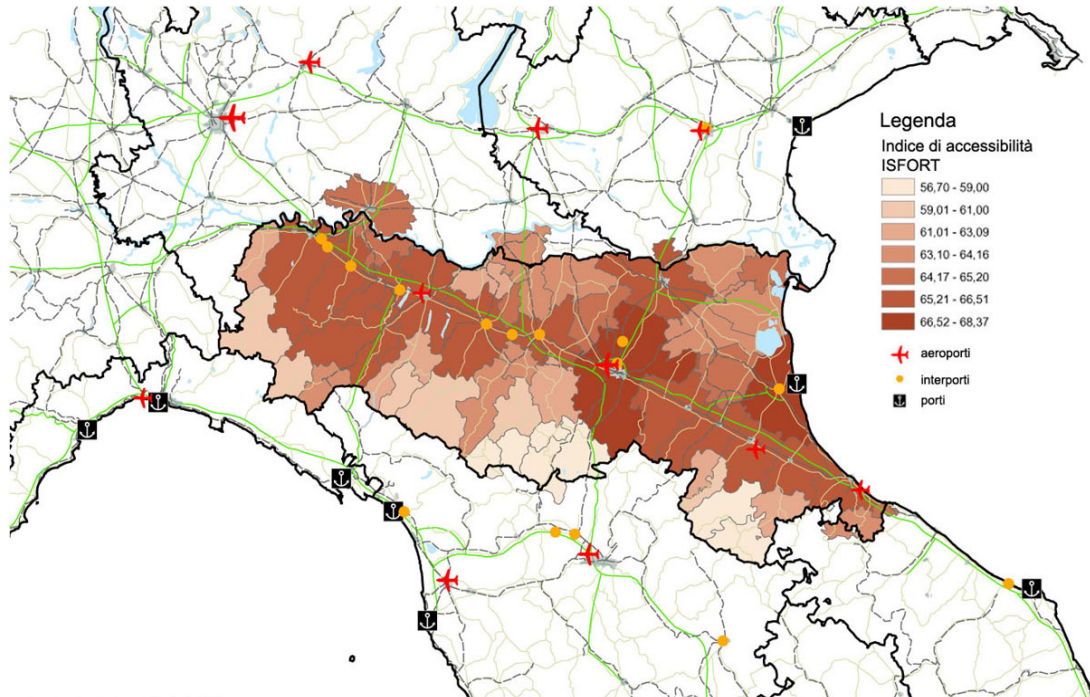 Legenda
Indice di accessibilità
ISFORT
56,70 - 59,00
59,01 - 61,00
61,01 - 63,09
63,10 - 64,16
64,17 - 65,20
65,21 - 66,51
66,52 - 68,37
aeroporti
interporti
porti